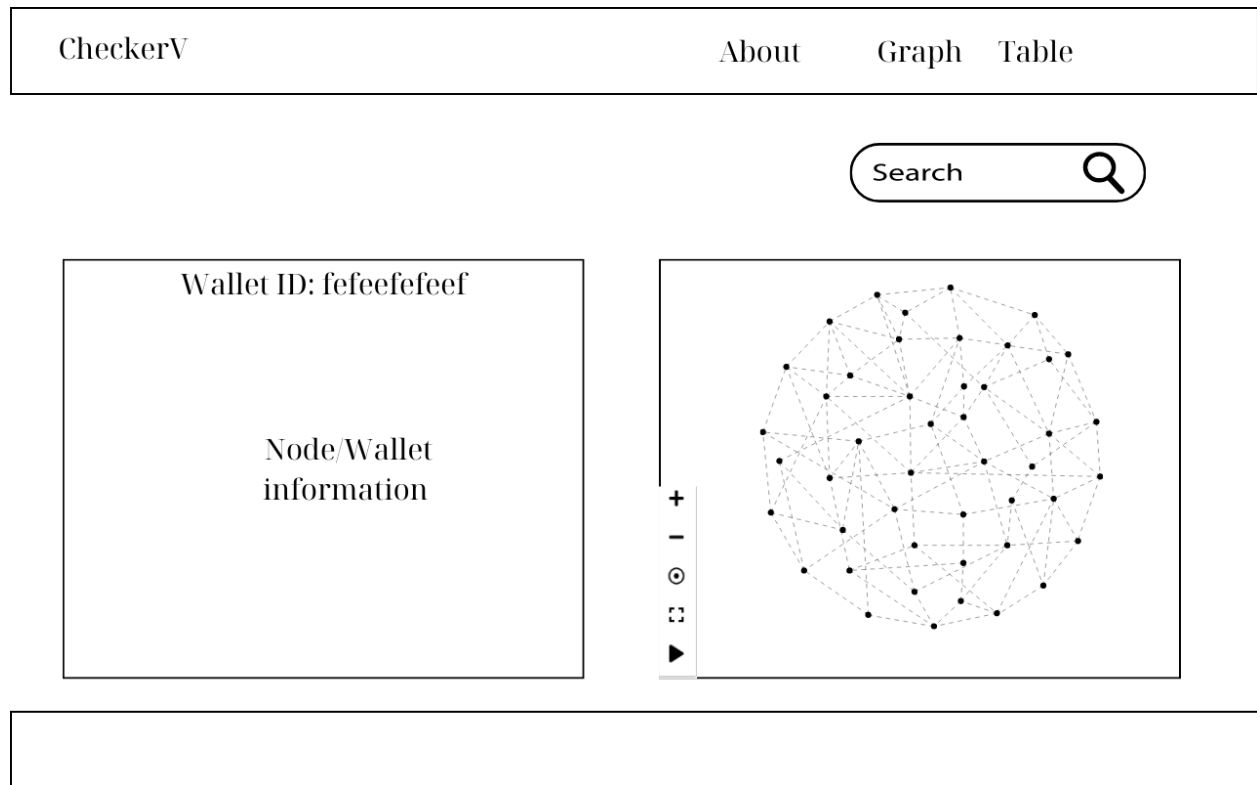 CheckerV
About
Graph
Table
Search
Wallet ID: fefeefefeef
Node/Wallet
information